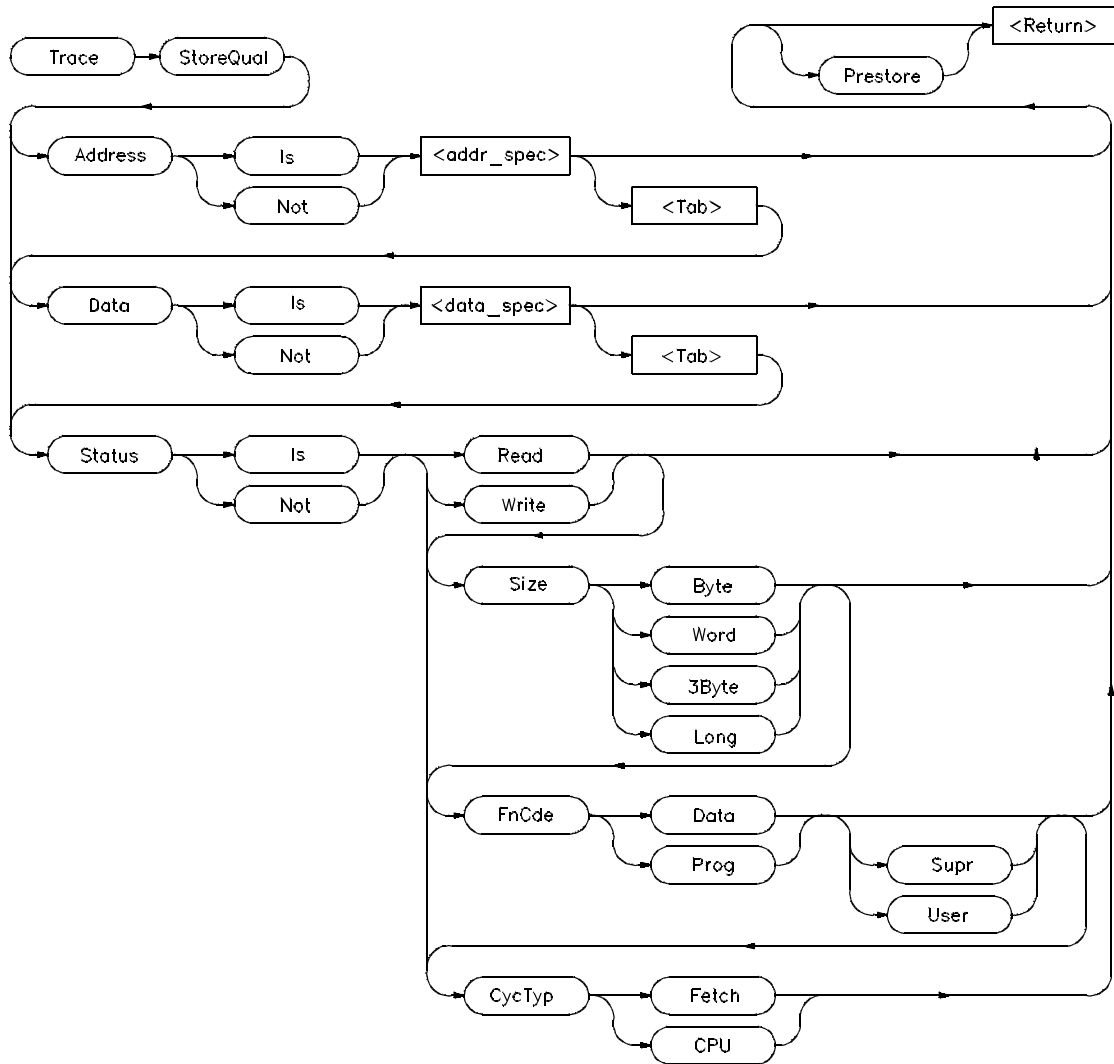 Trace
StoreQual
<Return>
Prestore
Address
Is
<addr_spec>
Not
<Tab>
Data
Is
<data_spec>
Not
<Tab>
Status
Is
Read
Not
Write
Size
Byte
Word
3Byte
Long
FnCde
Data
Prog
Supr
User
CycTyp
Fetch
CPU